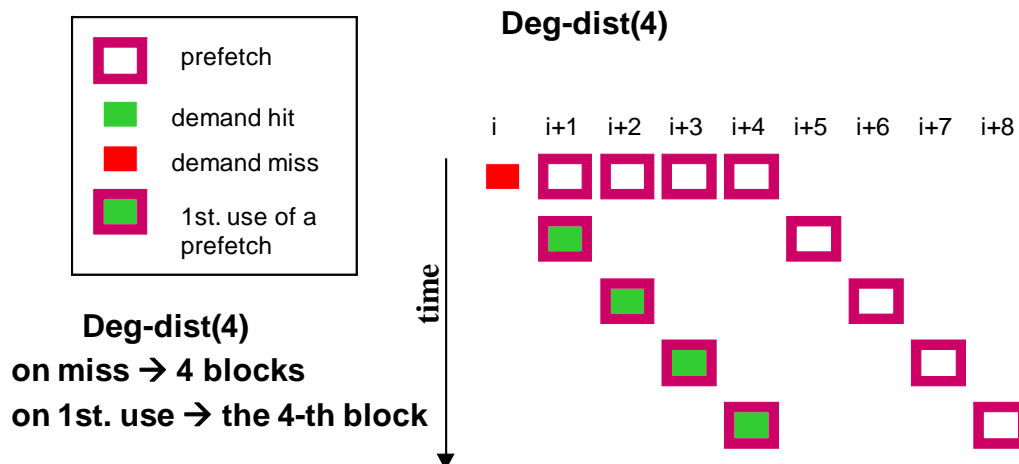 Deg-dist(4)
prefetch
demand hit
demand miss
1st. use of a
prefetch
i i+1 i+2 i+3 i+4 i+5 i+6 i+7 i+8
time
Deg-dist(4)
on miss → 4 blocks
on 1st. use → the 4-th block